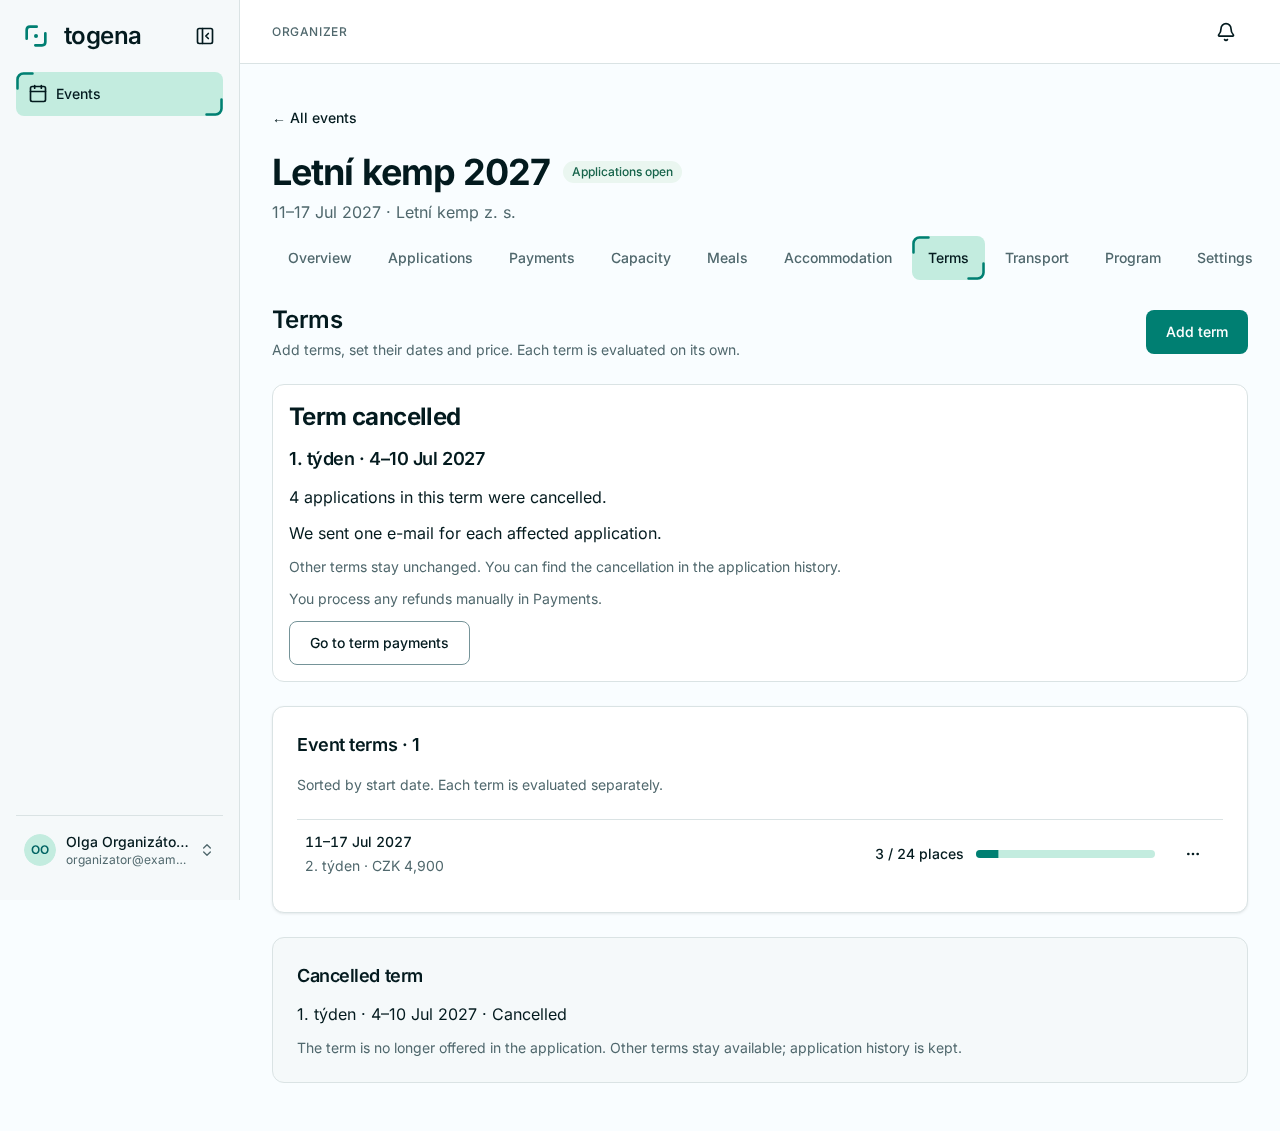 togena
ORGANIZER
Events
← All events
Letní kemp 2027
Applications open
11–17 Jul 2027 · Letní kemp z. s.
Overview
Applications
Payments
Capacity
Meals
Accommodation
Terms
Transport
Program
Settings
Terms
Add terms, set their dates and price. Each term is evaluated on its own.
Add term
Term cancelled
1. týden · 4–10 Jul 2027
4 applications in this term were cancelled.
We sent one e-mail for each affected application.
Other terms stay unchanged. You can find the cancellation in the application history.
You process any refunds manually in Payments.
Go to term payments
Event terms · 1
Sorted by start date. Each term is evaluated separately.
11–17 Jul 2027
2. týden · CZK 4,900
3 / 24 places
Cancelled term
1. týden · 4–10 Jul 2027 · Cancelled
The term is no longer offered in the application. Other terms stay available; application history is kept.
OO
Olga Organizáto...
organizator@exam...